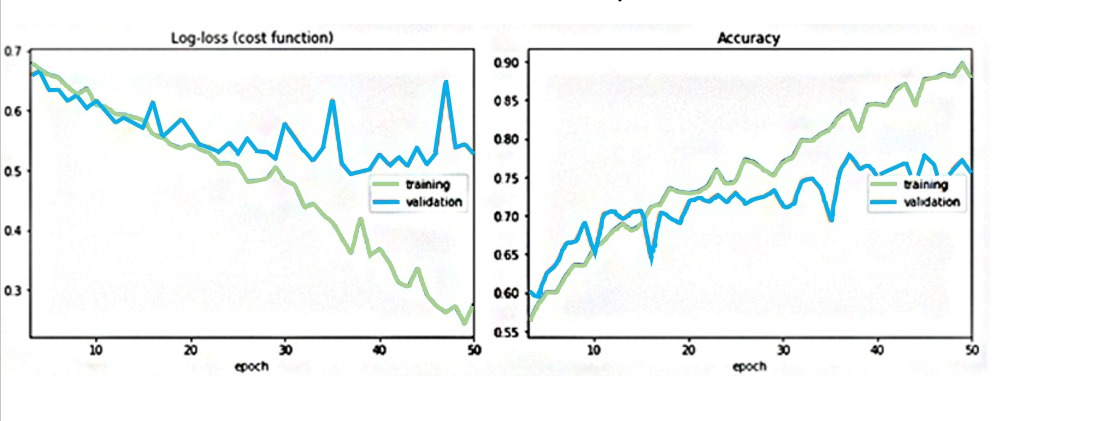 Log-loss (cost function)
0.7
0.6
0.5
0.4
0.3
training
validation
10 20 30 40 50
epoch
Accuracy
0.90
0.85
0.80
0.75
0.70
0.65
0.60
0.55
training
validation
10 20 30 40 50
epoch